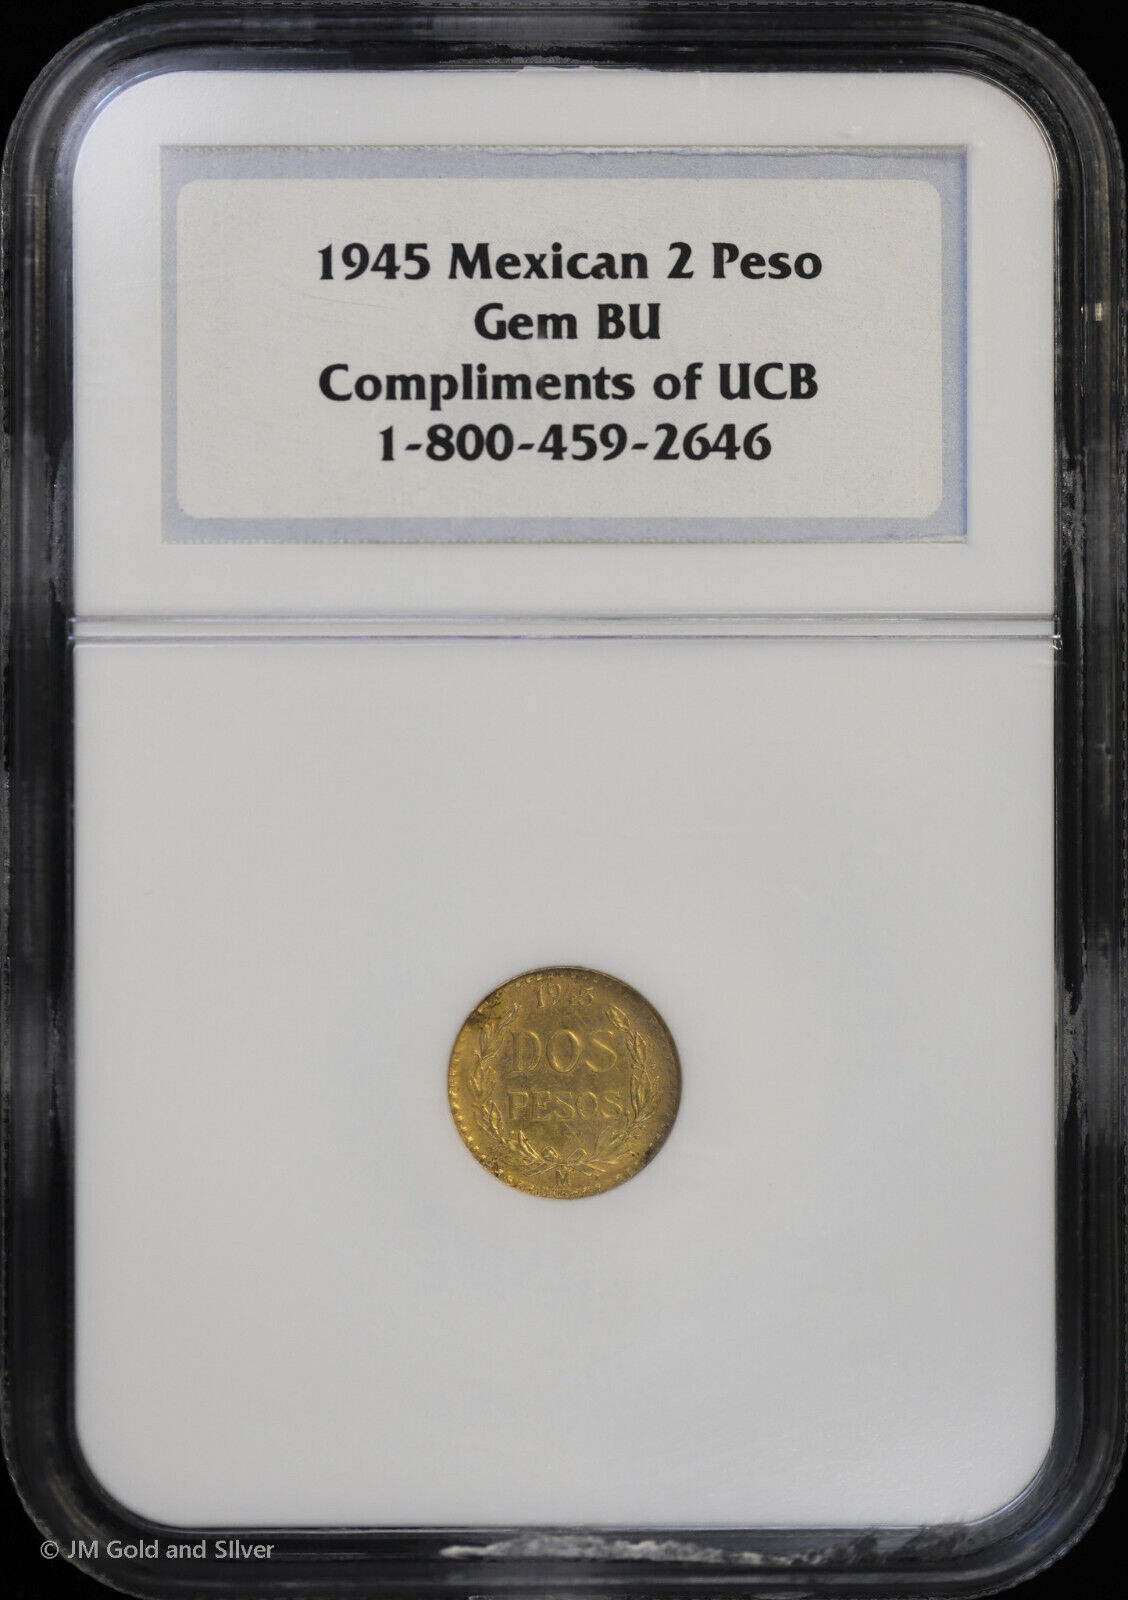 1945 Mexican 2 Peso
Gem BU
Compliments of UCB
1-800-459-2646
1945
DOS
PESOS
M
© JM Gold and Silver